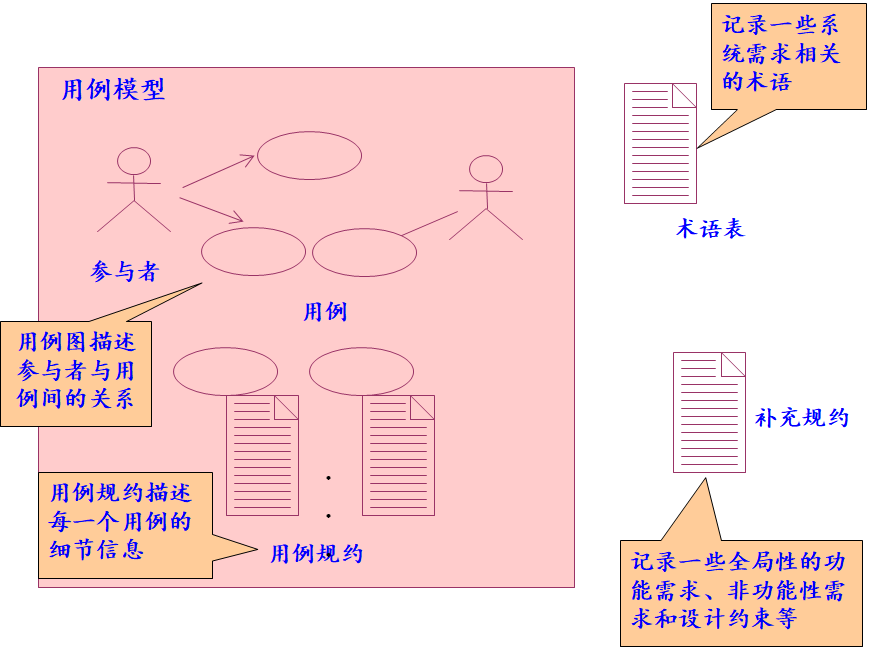 用例模型
参与者
用例
用例图描述
参与者与用
例间的关系
用例规约描述
每一个用例的
细节信息
用例规约
记录一些系
统需求相关
的术语
术语表
补充规约
记录一些全局性的功
能需求、非功能性需
求和设计约束等